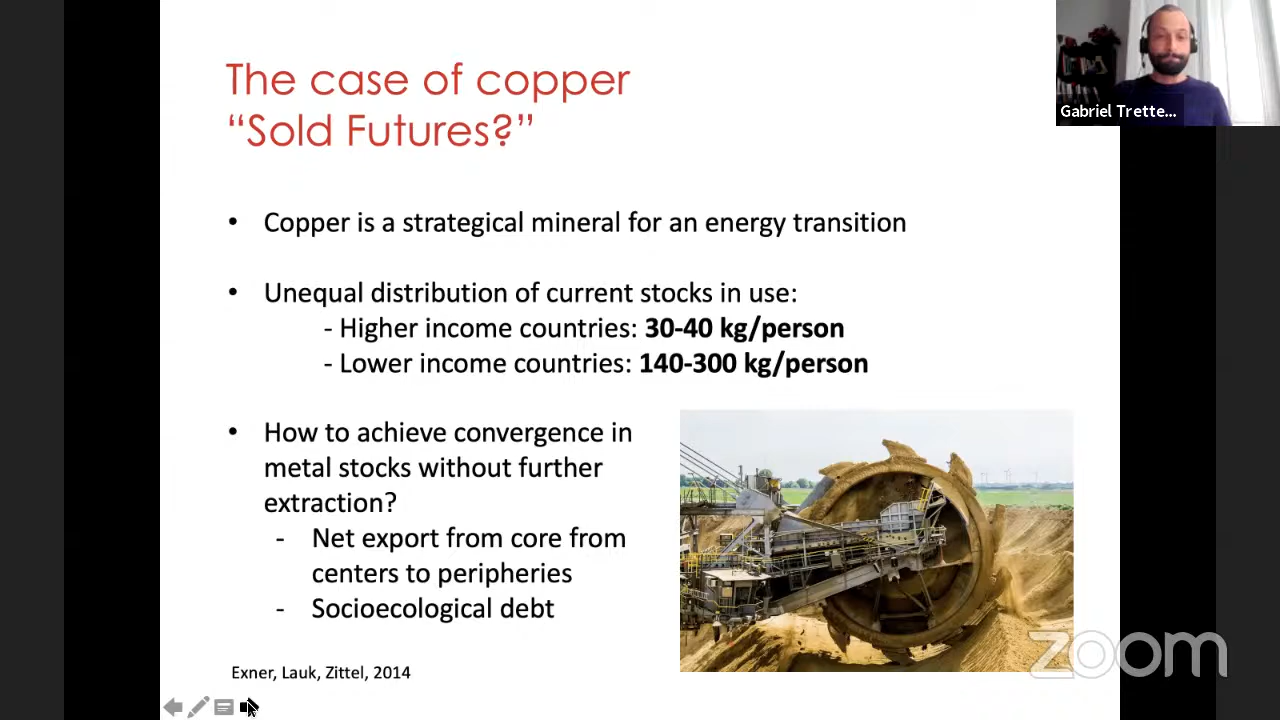 The case of copper
“Sold Futures?”
• Copper is a strategical mineral for an energy transition
• Unequal distribution of current stocks in use:
- Higher income countries: 30-40 kg/person
- Lower income countries: 140-300 kg/person
• How to achieve convergence in
metal stocks without further
extraction?
- Net export from core from
centers to peripheries
- Socioecological debt
Exner, Lauk, Zittel, 2014
Gabriel Trette...
zoom